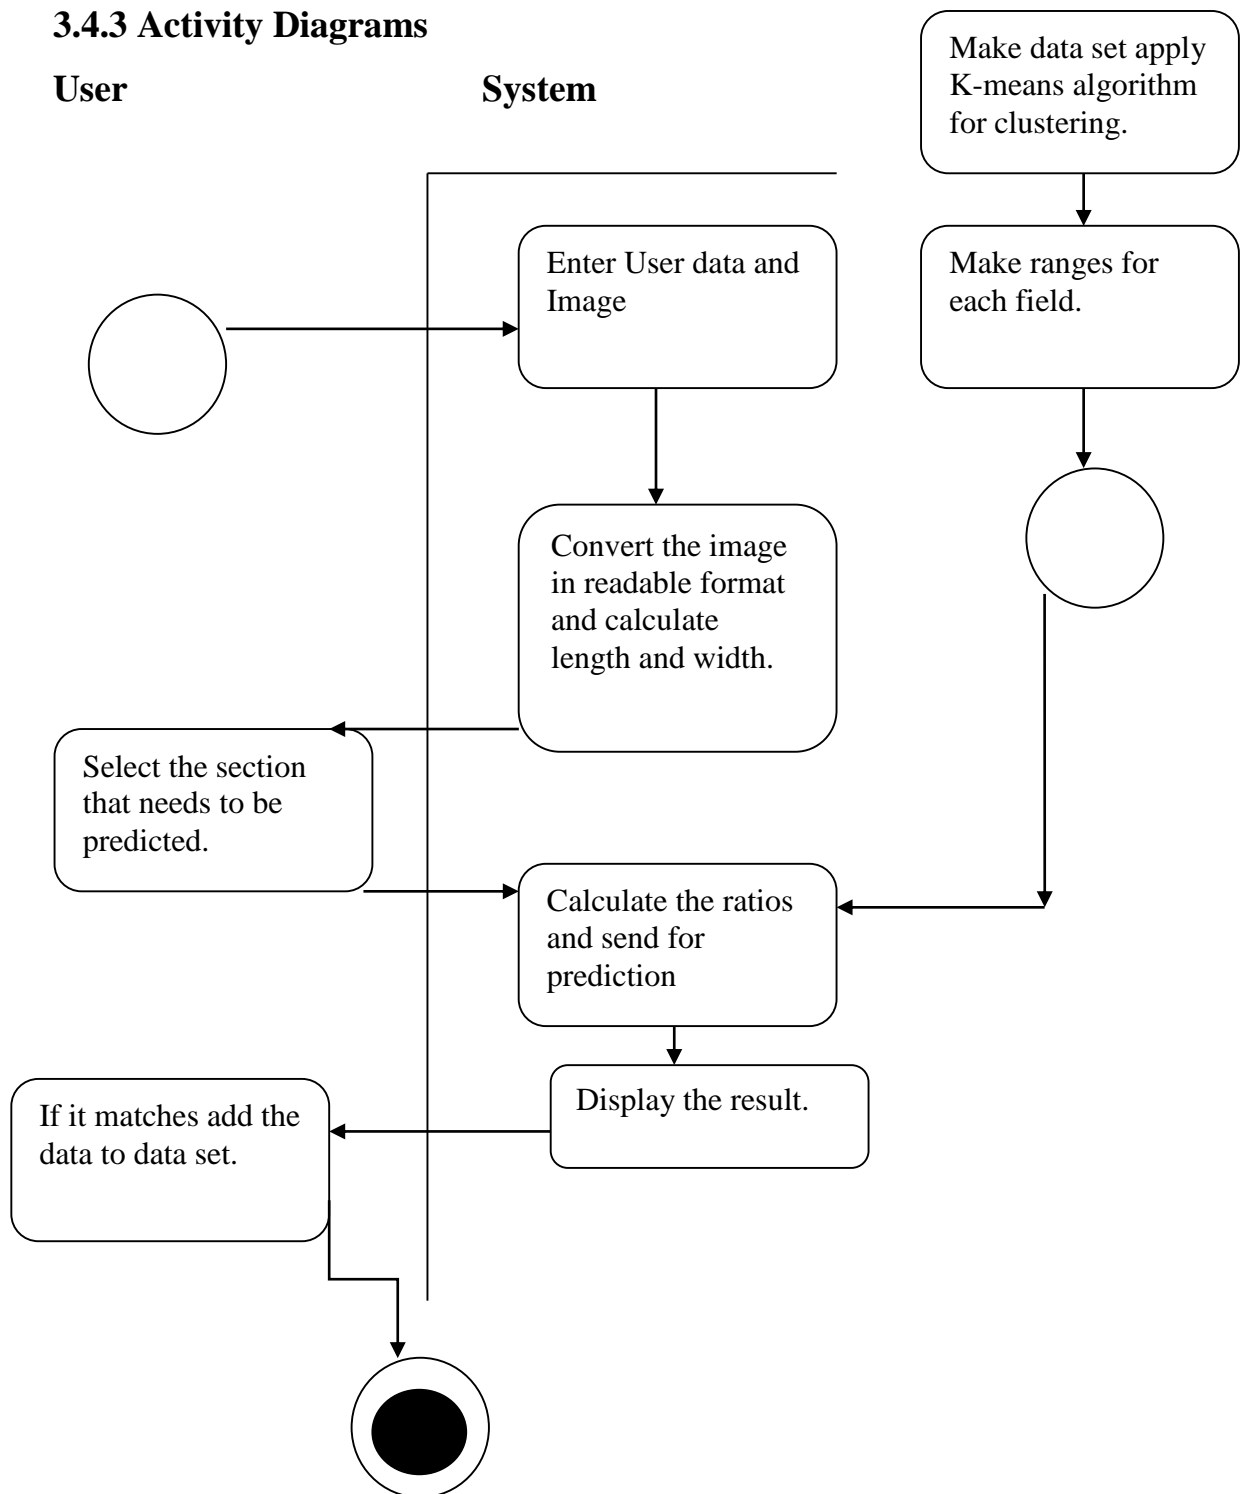 3.4.3 Activity Diagrams
User
System
Make data set apply
K-means algorithm
for clustering.
Enter User data and
Image
Make ranges for
each field.
Convert the image
in readable format
and calculate
length and width.
Select the section
that needs to be
predicted.
Calculate the ratios
and send for
prediction
Display the result.
If it matches add the
data to data set.